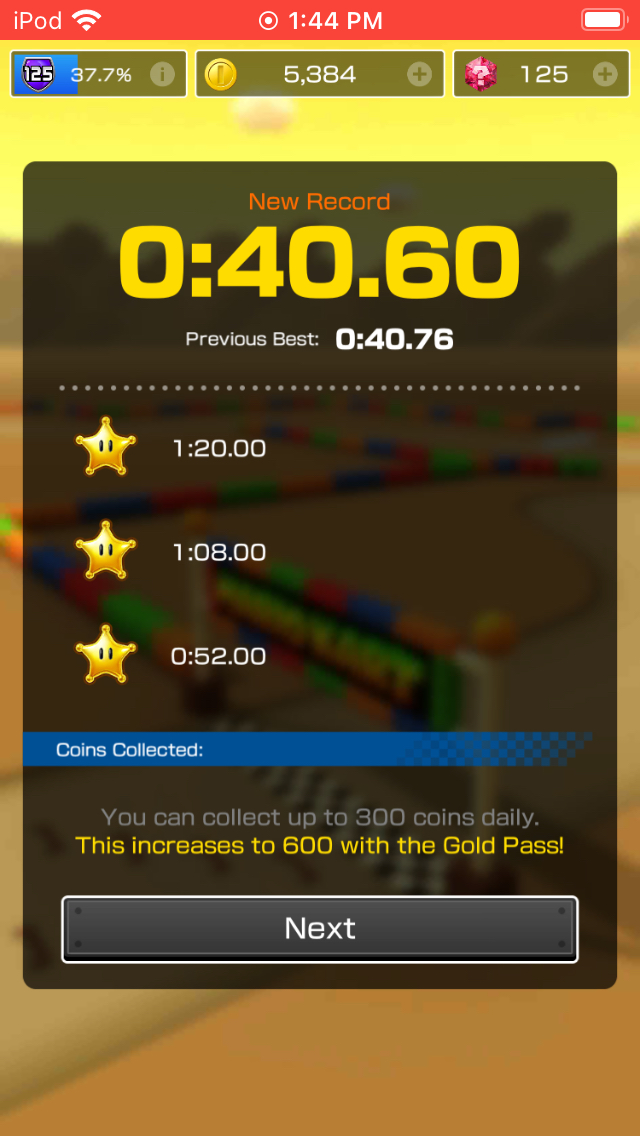 iPod 1:44 PM
125 37.7% i 5,384 + ? 125 +
New Record
0:40.60
Previous Best: 0:40.76
1:20.00
1:08.00
0:52.00
MARIO KART
Coins Collected:
You can collect up to 300 coins daily.
This increases to 600 with the Gold Pass!
Next